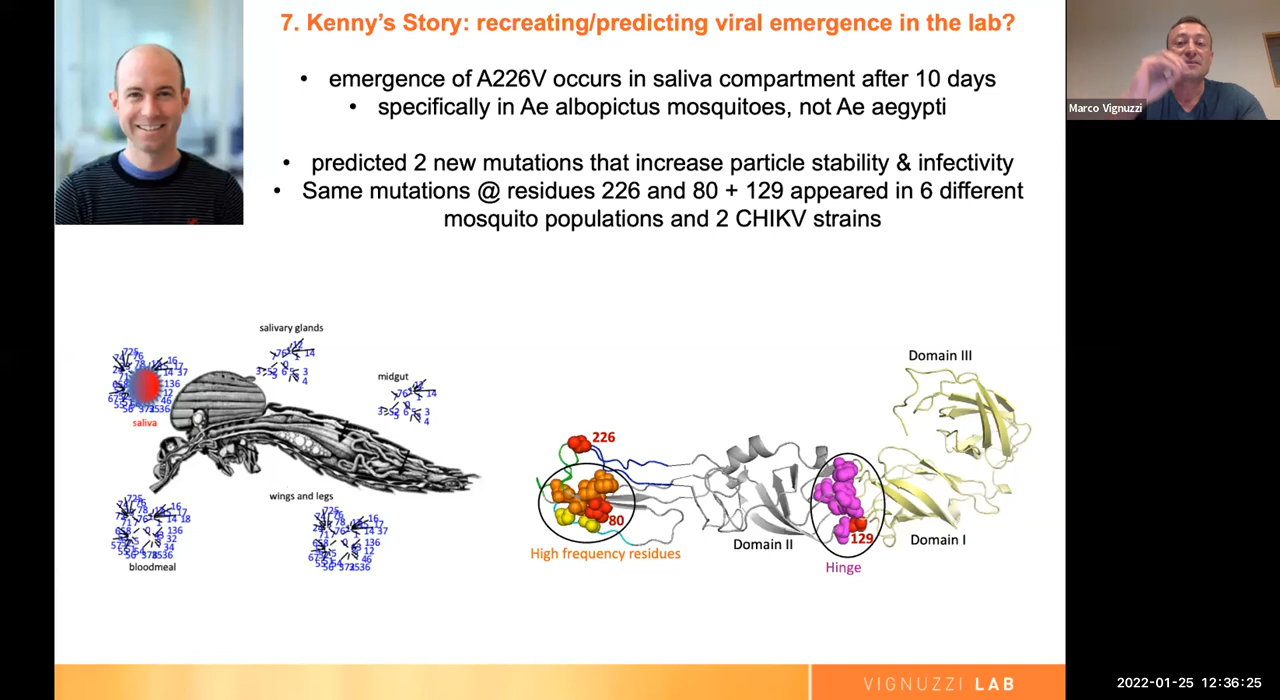 7. Kenny's Story: recreating/predicting viral emergence in the lab?
• emergence of A226V occurs in saliva compartment after 10 days
• specifically in Ae albopictus mosquitoes, not Ae aegypti
• predicted 2 new mutations that increase particle stability & infectivity
• Same mutations @ residues 226 and 80 + 129 appeared in 6 different
mosquito populations and 2 CHIKV strains
Marco Vignuzzi
salivary glands
midgut
saliva
wings and legs
bloodmeal
Domain III
226
80
High frequency residues
Domain II
129
Domain I
Hinge
VIGNUZZI LAB
2022-01-25 12:36:25